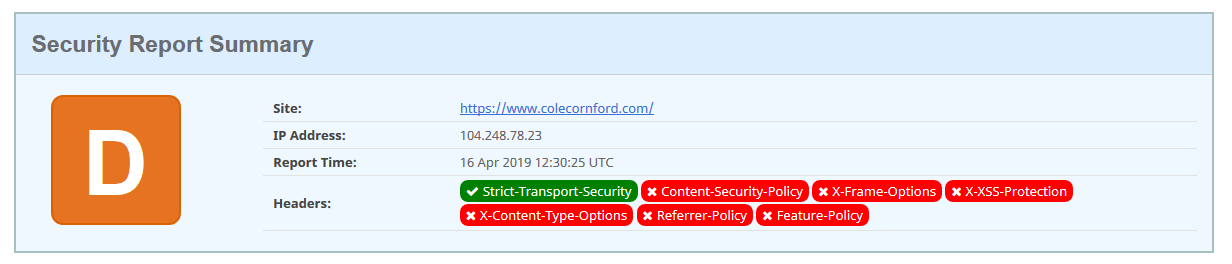 Security Report Summary
D
Site: https://www.colecornford.com/
IP Address: 104.248.78.23
Report Time: 16 Apr 2019 12:30:25 UTC
Headers: ✔ Strict-Transport-Security ✖ Content-Security-Policy ✖ X-Frame-Options ✖ X-XSS-Protection
✖ X-Content-Type-Options ✖ Referrer-Policy ✖ Feature-Policy